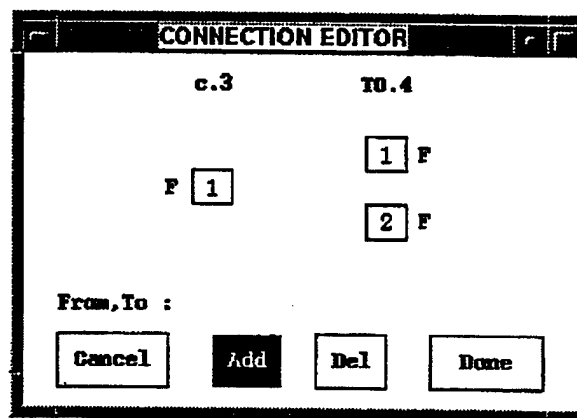 CONNECTION EDITOR
c.3 TO.4
1 F
F 1
2 F
From,To :
Cancel Add Del Done